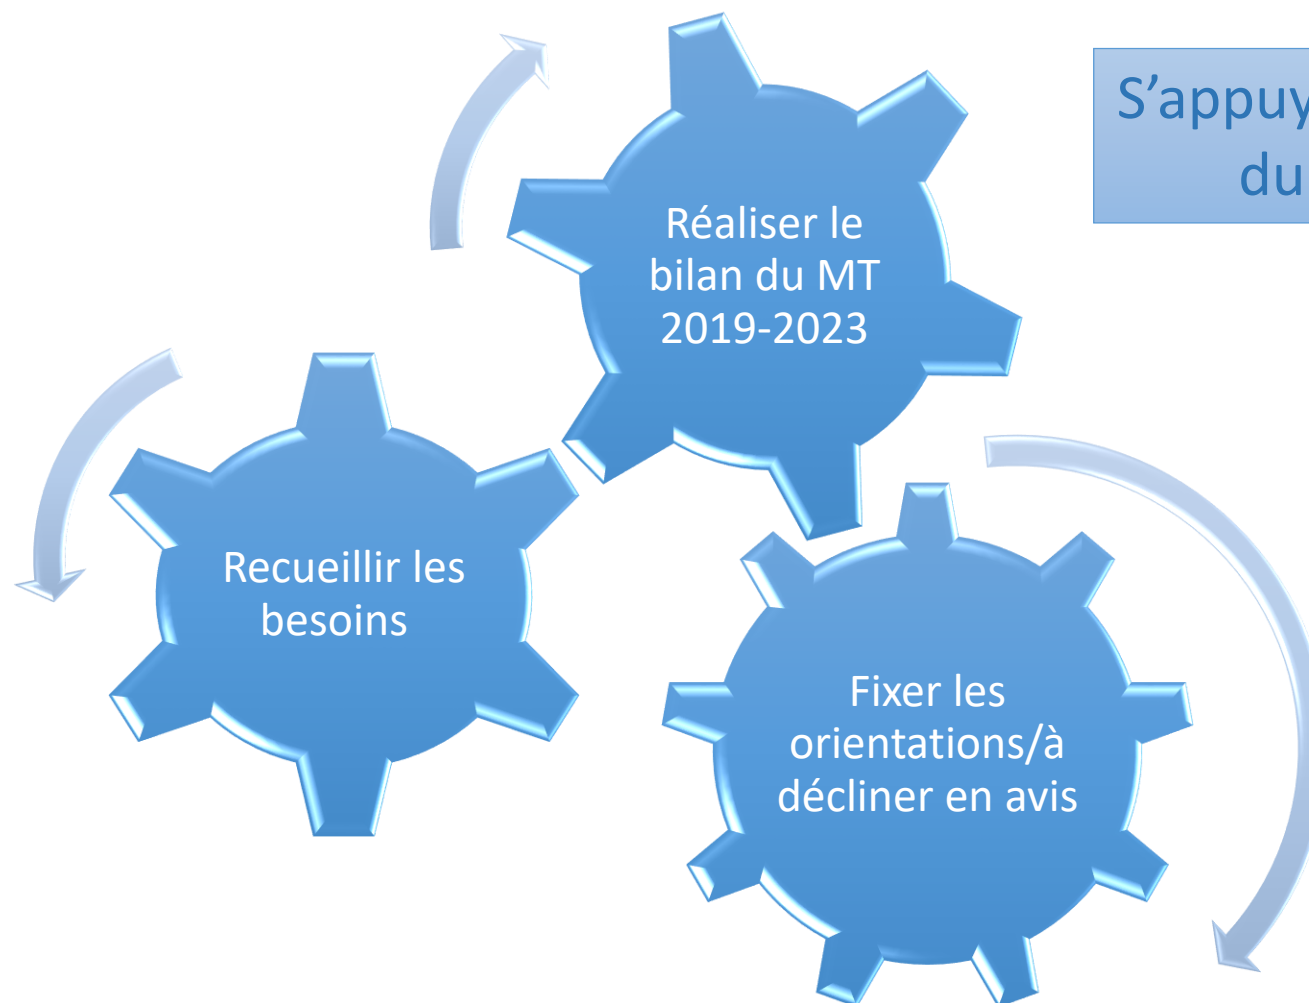 S'appuy
du
Réaliser le
bilan du MT
2019-2023
Recueillir les
besoins
Fixer les
orientations/à
décliner en avis